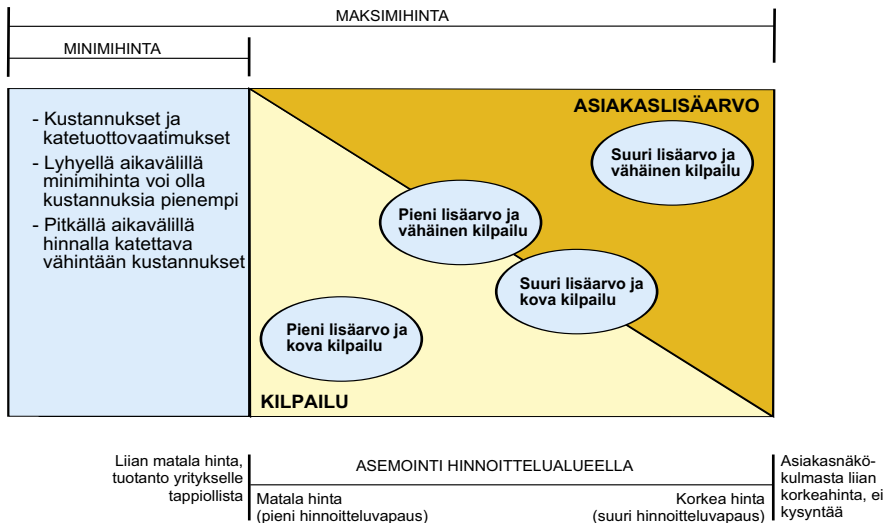 MAKSIMIHINTA
MINIMIHINTA
- Kustannukset ja
katetuottovaatimukset
- Lyhyellä aikavälillä
minimihinta voi olla
kustannuksia pienempi
- Pitkällä aikavälillä
hinnalla katettava
vähintään kustannukset
ASIAKASLISÄARVO
Suuri lisäarvo ja
vähäinen kilpailu
Pieni lisäarvo ja
vähäinen kilpailu
Suuri lisäarvo ja
kova kilpailu
Pieni lisäarvo ja
kova kilpailu
KILPAILU
Liian matala hinta,
tuotanto yritykselle
tappiollista
ASEMOINTI HINNOITTELUALUEELLA
Matala hinta
(pieni hinnoitteluvapaus)
Korkea hinta
(suuri hinnoitteluvapaus)
Asiakasnäkö-
kulmasta liian
korkeahinta, ei
kysyntää